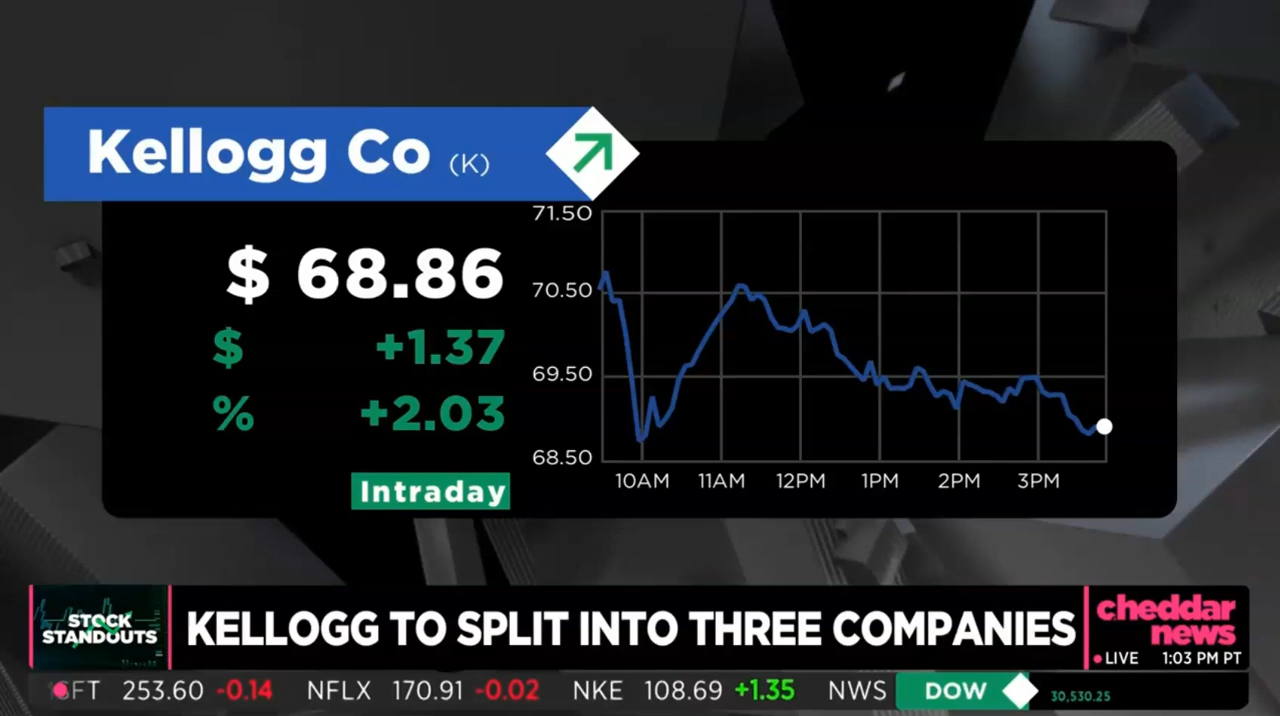 Kellogg Co (K)
$ 68.86
$ +1.37
% +2.03
Intraday
71.50
70.50
69.50
68.50
10AM 11AM 12PM 1PM 2PM 3PM
STOCK
STANDOUTS
KELLOGG TO SPLIT INTO THREE COMPANIES
cheddar
news
LIVE 1:03 PM PT
SFT 253.60 -0.14 NFLX 170.91 -0.02 NKE 108.69 +1.35 NWS DOW 30,530.25